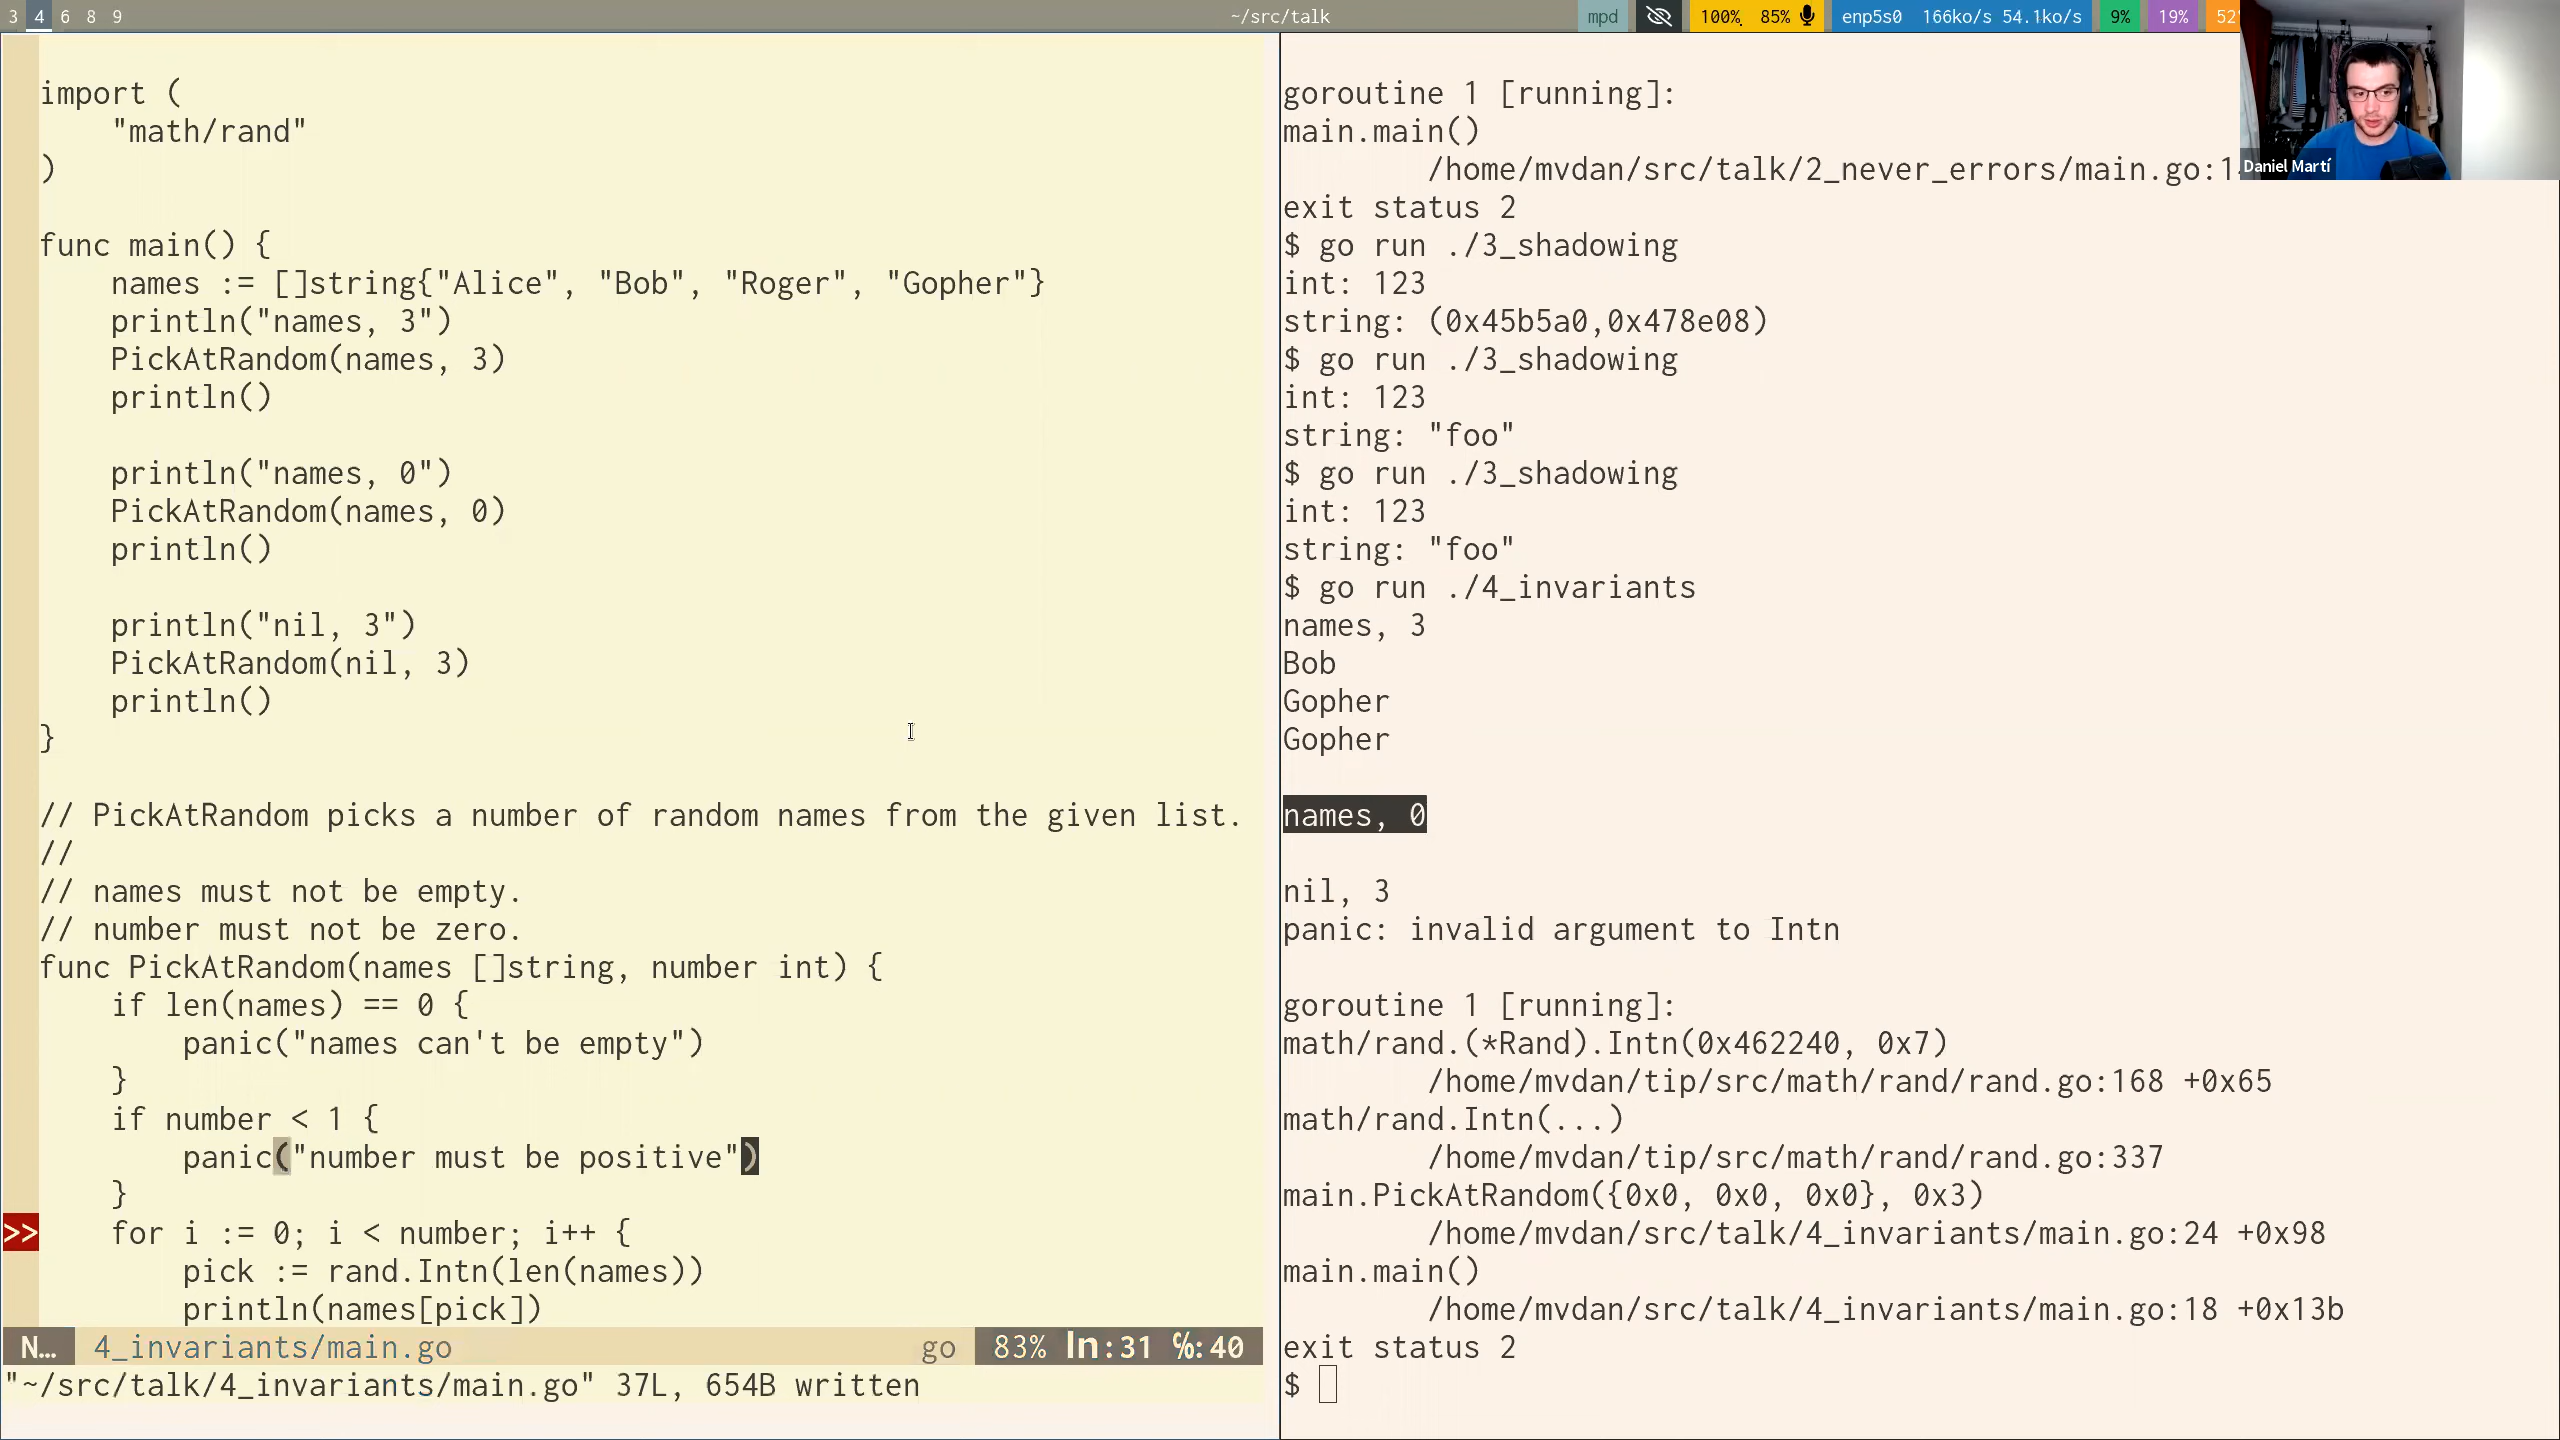 3 4 6 8 9
~/src/talk
mpd
100% 85%
enp5s0 166ko/s 54.1ko/s
9%
19%
52
import (
    "math/rand"
)
func main() {
    names := []string{"Alice", "Bob", "Roger", "Gopher"}
    println("names, 3")
    PickAtRandom(names, 3)
    println()
    println("names, 0")
    PickAtRandom(names, 0)
    println()
    println("nil, 3")
    PickAtRandom(nil, 3)
    println()
}
// PickAtRandom picks a number of random names from the given list.
//
// names must not be empty.
// number must not be zero.
func PickAtRandom(names []string, number int) {
    if len(names) == 0 {
        panic("names can't be empty")
    }
    if number < 1 {
        panic("number must be positive")
    }
>>  for i := 0; i < number; i++ {
        pick := rand.Intn(len(names))
        println(names[pick])
N… 4_invariants/main.go go 83% ln:31 ℅:40
"~/src/talk/4_invariants/main.go" 37L, 654B written
goroutine 1 [running]:
main.main()
        /home/mvdan/src/talk/2_never_errors/main.go:1
exit status 2
$ go run ./3_shadowing
int: 123
string: (0x45b5a0,0x478e08)
$ go run ./3_shadowing
int: 123
string: "foo"
$ go run ./3_shadowing
int: 123
string: "foo"
$ go run ./4_invariants
names, 3
Bob
Gopher
Gopher
names, 0
nil, 3
panic: invalid argument to Intn
goroutine 1 [running]:
math/rand.(*Rand).Intn(0x462240, 0x7)
        /home/mvdan/tip/src/math/rand/rand.go:168 +0x65
math/rand.Intn(...)
        /home/mvdan/tip/src/math/rand/rand.go:337
main.PickAtRandom({0x0, 0x0, 0x0}, 0x3)
        /home/mvdan/src/talk/4_invariants/main.go:24 +0x98
main.main()
        /home/mvdan/src/talk/4_invariants/main.go:18 +0x13b
exit status 2
$
Daniel Martí